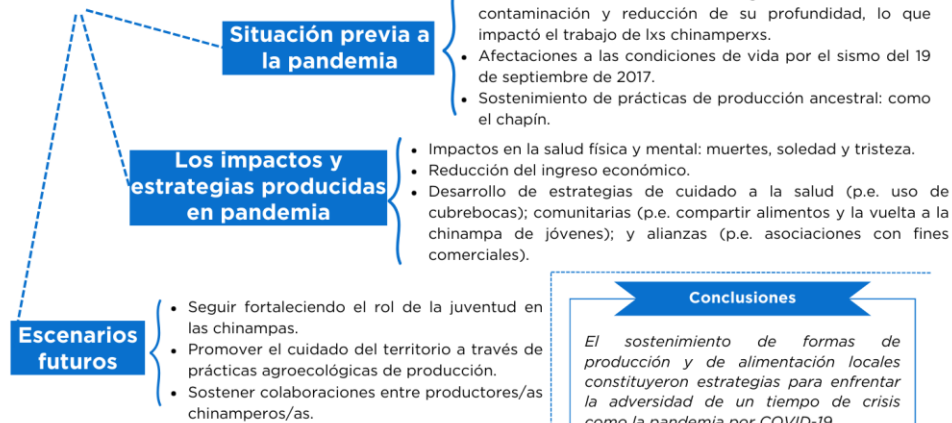 contaminación y reducción de su profundidad, lo que
impactó el trabajo de lxs chinamperxs.
Situación previa a
la pandemia
• Afectaciones a las condiciones de vida por el sismo del 19
de septiembre de 2017.
• Sostenimiento de prácticas de producción ancestral: como
el chapín.
Los impactos y
estrategias producidas
en pandemia
• Impactos en la salud física y mental: muertes, soledad y tristeza.
• Reducción del ingreso económico.
• Desarrollo de estrategias de cuidado a la salud (p.e. uso de
cubrebocas); comunitarias (p.e. compartir alimentos y la vuelta a la
chinampa de jóvenes); y alianzas (p.e. asociaciones con fines
comerciales).
Escenarios
futuros
• Seguir fortaleciendo el rol de la juventud en
las chinampas.
• Promover el cuidado del territorio a través de
prácticas agroecológicas de producción.
• Sostener colaboraciones entre productores/as
chinamperos/as.
Conclusiones
El sostenimiento de formas de
producción y de alimentación locales
constituyeron estrategias para enfrentar
la adversidad de un tiempo de crisis
como la pandemia por COVID-19